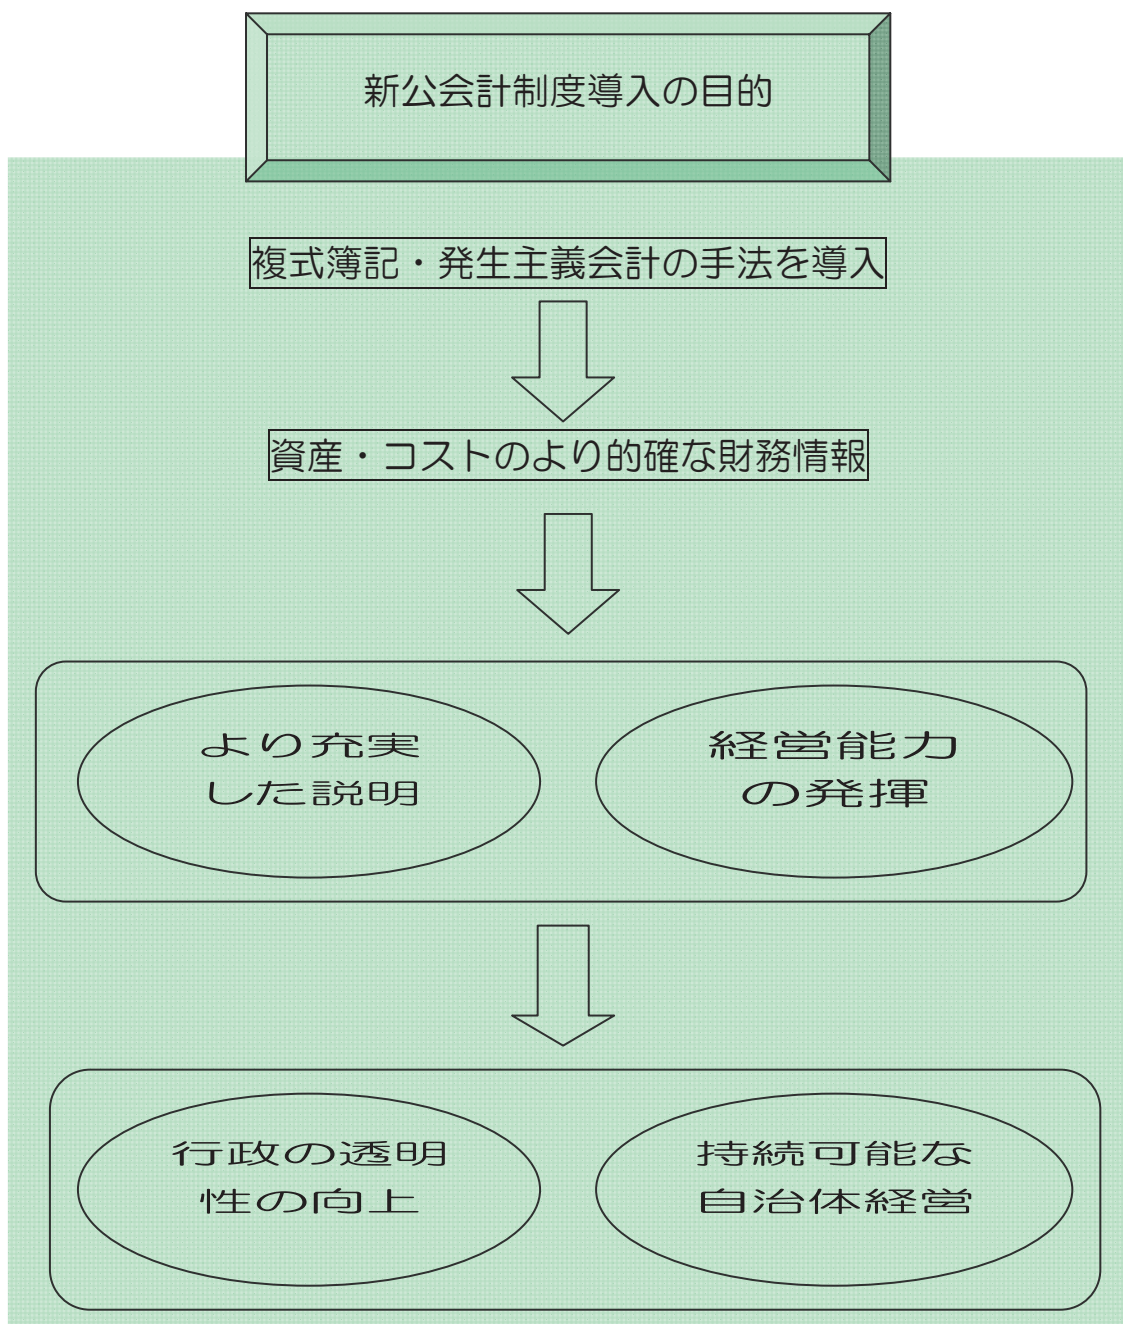 新公会計制度導入の目的
複式簿記・発生主義会計の手法を導入
資産・コストのより的確な財務情報
より充実
した説明
経営能力
の発揮
行政の透明
性の向上
持続可能な
自治体経営